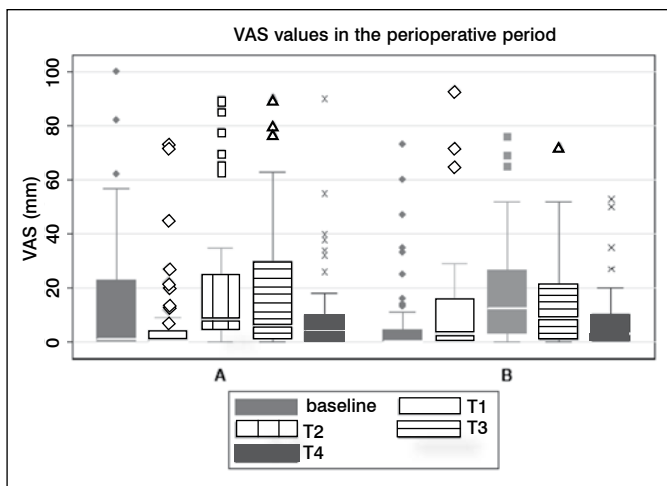 VAS values in the perioperative period
VAS (mm)
100
80
60
40
20
0
A B
baseline T1
T2 T3
T4